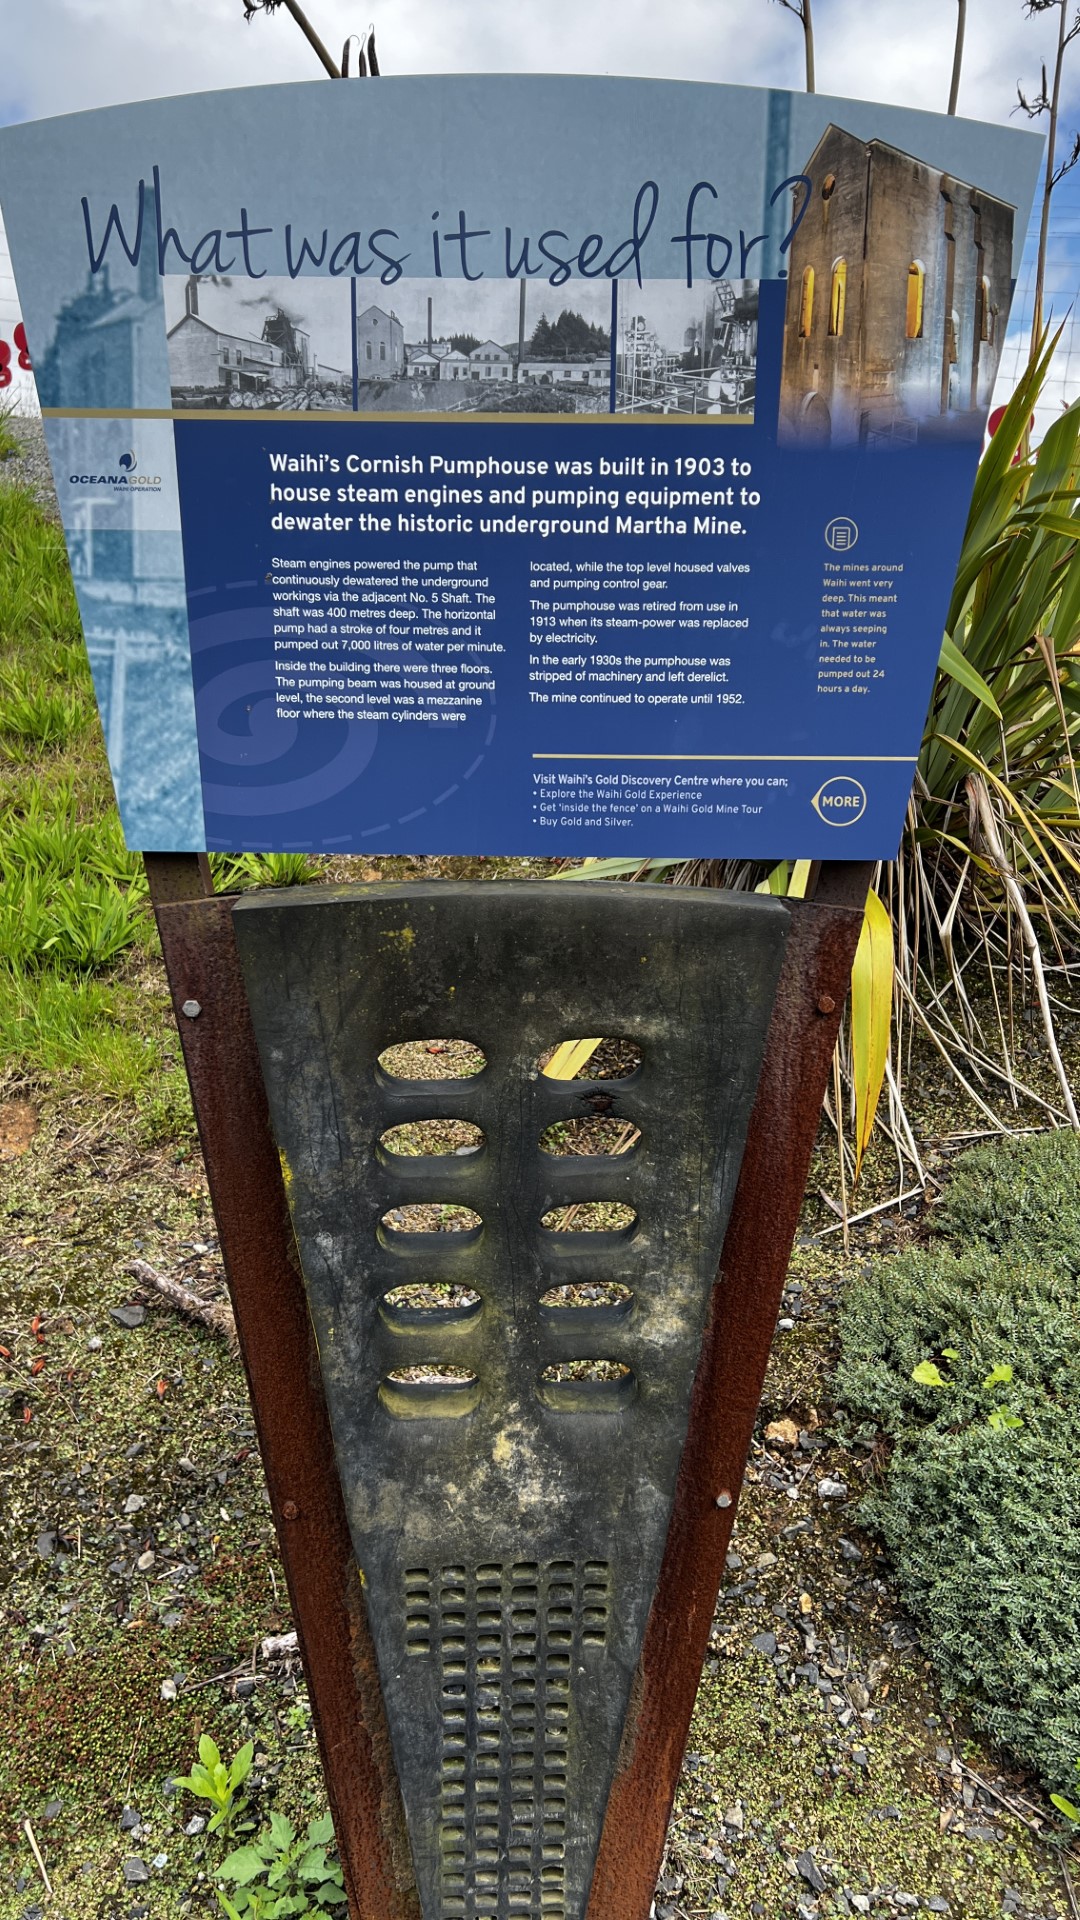 What was it used for?
OCEANAGOLD
WAIHI OPERATION
Waihi's Cornish Pumphouse was built in 1903 to
house steam engines and pumping equipment to
dewater the historic underground Martha Mine.
Steam engines powered the pump that
continuously dewatered the underground
workings via the adjacent No. 5 Shaft. The
shaft was 400 metres deep. The horizontal
pump had a stroke of four metres and it
pumped out 7,000 litres of water per minute.
Inside the building there were three floors.
The pumping beam was housed at ground
level, the second level was a mezzanine
floor where the steam cylinders were
located, while the top level housed valves
and pumping control gear.
The pumphouse was retired from use in
1913 when its steam-power was replaced
by electricity.
In the early 1930s the pumphouse was
stripped of machinery and left derelict.
The mine continued to operate until 1952.
The mines around
Waihi went very
deep. This meant
that water was
always seeping
in. The water
needed to be
pumped out 24
hours a day.
Visit Waihi's Gold Discovery Centre where you can;
• Explore the Waihi Gold Experience
• Get 'inside the fence' on a Waihi Gold Mine Tour
• Buy Gold and Silver.
MORE